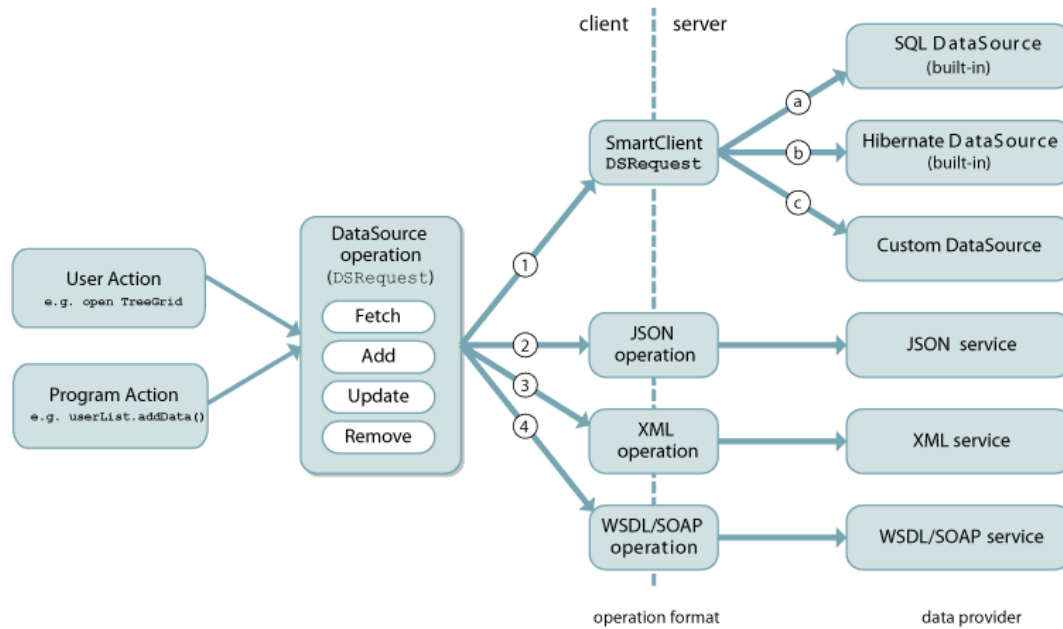 client
server
SQL DataSource
(built-in)
a
SmartClient
DSRequest
b
Hibernate DataSource
(built-in)
c
Custom DataSource
DataSource
operation
(DSRequest)
Fetch
Add
Update
Remove
User Action
e.g. open TreeGrid
Program Action
e.g. userList.addData()
1
2
JSON
operation
JSON service
3
XML
operation
XML service
4
WSDL/SOAP
operation
WSDL/SOAP service
operation format
data provider